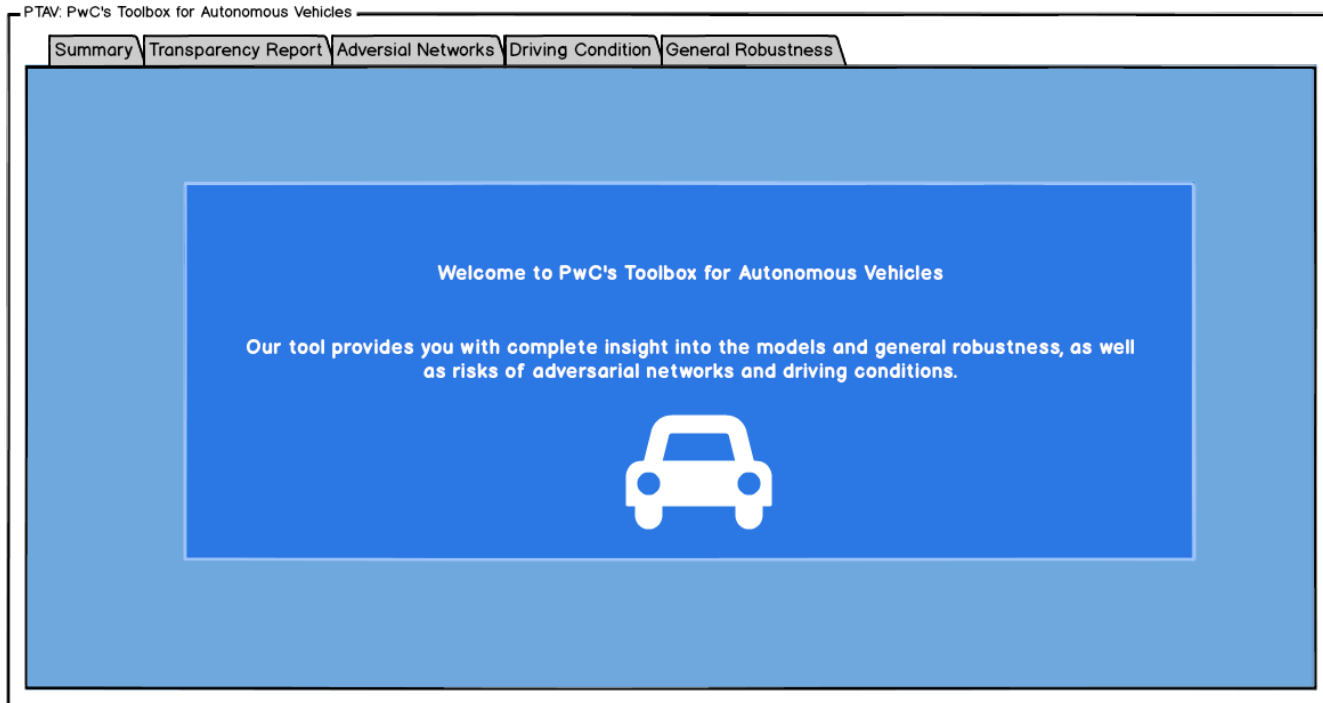 PTAV: PwC's Toolbox for Autonomous Vehicles
Summary
Transparency Report
Adversial Networks
Driving Condition
General Robustness
Welcome to PwC's Toolbox for Autonomous Vehicles
Our tool provides you with complete insight into the models and general robustness, as well
as risks of adversarial networks and driving conditions.